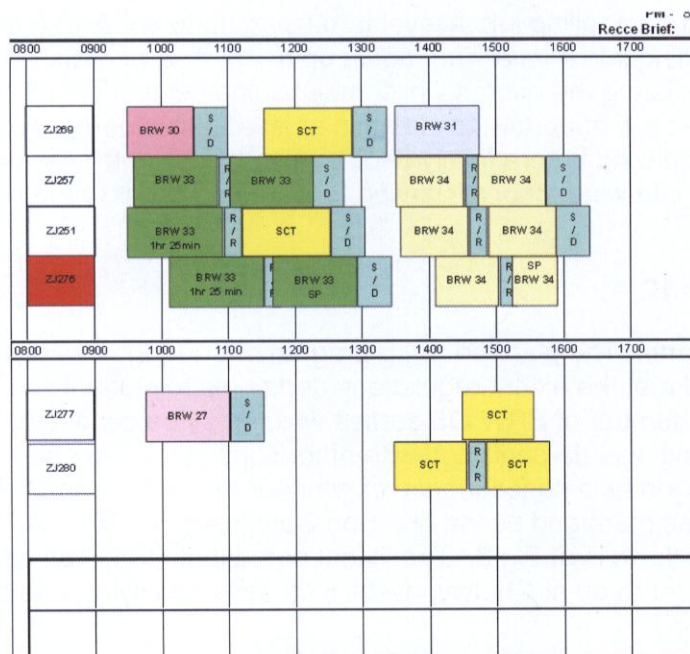 Recce Brief:
0800 0900 1000 1100 1200 1300 1400 1500 1600 1700
ZJ269 BRW 30 S/D SCT S/D BRW 31
ZJ257 BRW 33 R/R BRW 33 S/D BRW 34 R/R BRW 34 S/D
ZJ251 BRW 33 R/R SCT S/D BRW 34 R/R BRW 34 S/D
1hr 25min
ZJ276 BRW 33 R/R BRW 33 S/D BRW 34 R/R SP
1hr 25 min SP BRW 34
0800 0900 1000 1100 1200 1300 1400 1500 1600 1700
ZJ277 BRW 27 S/D SCT
ZJ280 SCT R/R SCT